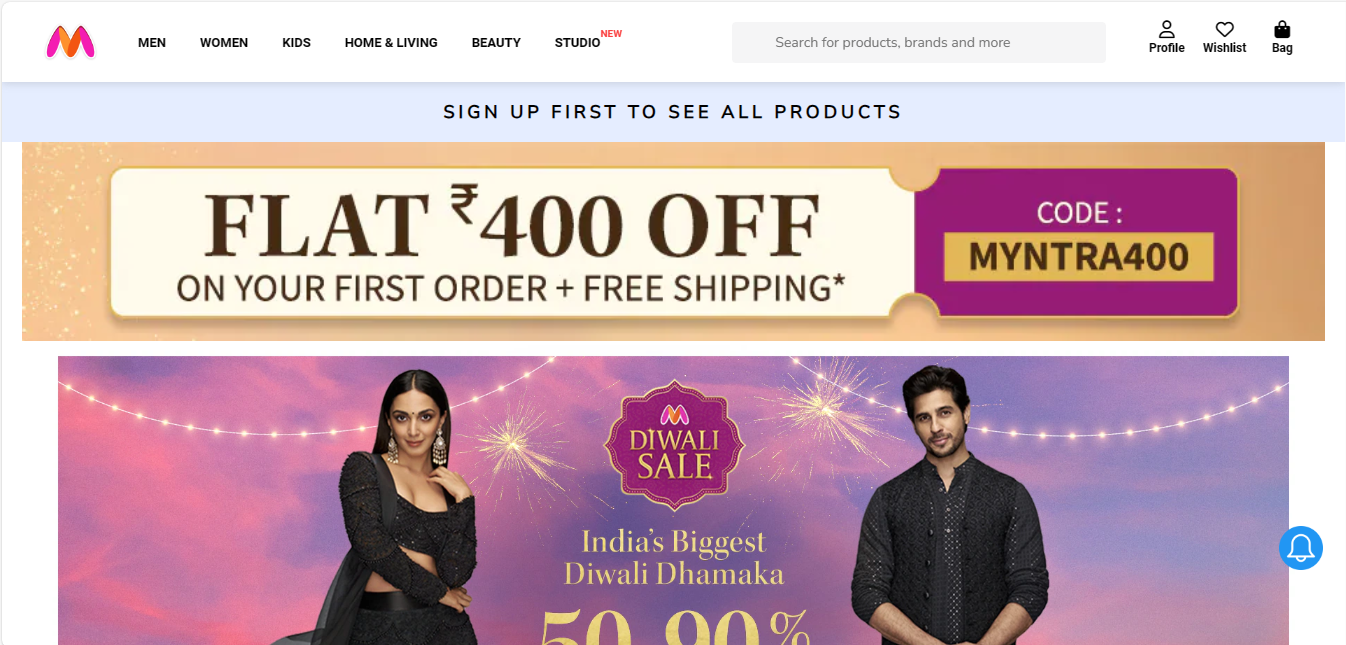 MEN WOMEN KIDS HOME & LIVING BEAUTY STUDIO NEW
Search for products, brands and more
Profile Wishlist Bag
SIGN UP FIRST TO SEE ALL PRODUCTS
FLAT ₹400 OFF
ON YOUR FIRST ORDER + FREE SHIPPING*
CODE :
MYNTRA400
DIWALI
SALE
India's Biggest
Diwali Dhamaka
50-90%